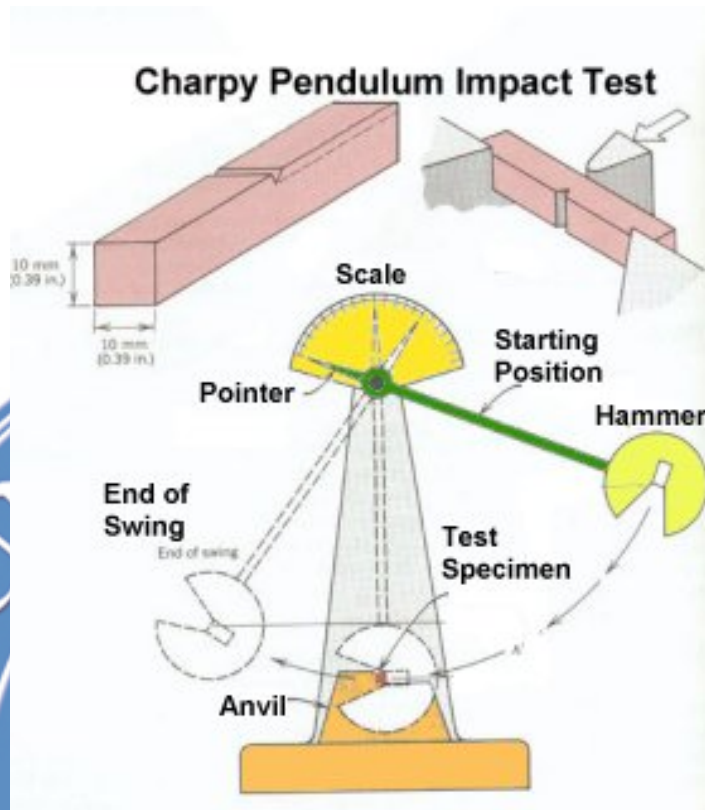 Charpy Pendulum Impact Test
10 mm
(0.39 in.)
10 mm
(0.39 in.)
Scale
Starting
Position
Pointer
Hammer
End of
Swing
End of swing
Test
Specimen
Anvil